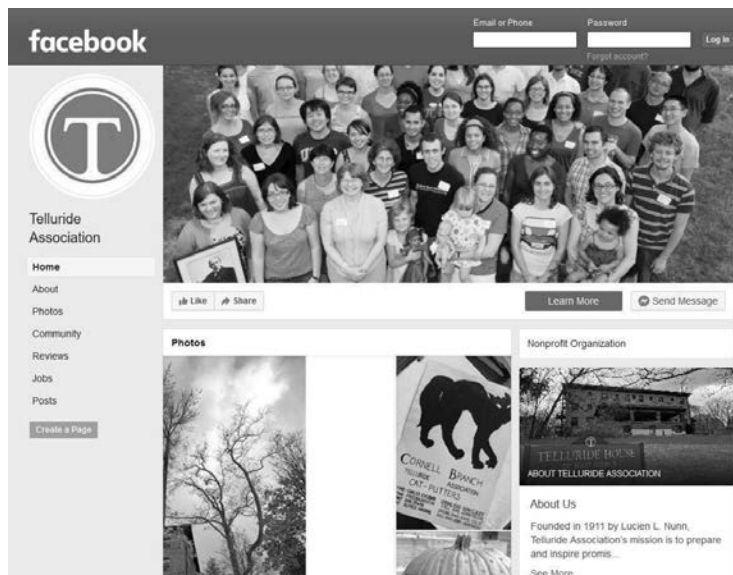 Email or Phone
Password
facebook
Log In
Forgot account?
T
Telluride
Association
Home
About
Photos
Community
Reviews
Jobs
Posts
Create a Page
Like
Share
Learn More
Send Message
Photos
CORNELL BRANCH
TELLURIDE ASSOCIATION
CAT-PUTTERS
Nonprofit Organization
TELLURIDE HOUSE
ABOUT TELLURIDE ASSOCIATION
About Us
Founded in 1911 by Lucien L. Nunn,
Telluride Association's mission is to prepare
and inspire promis...
See More